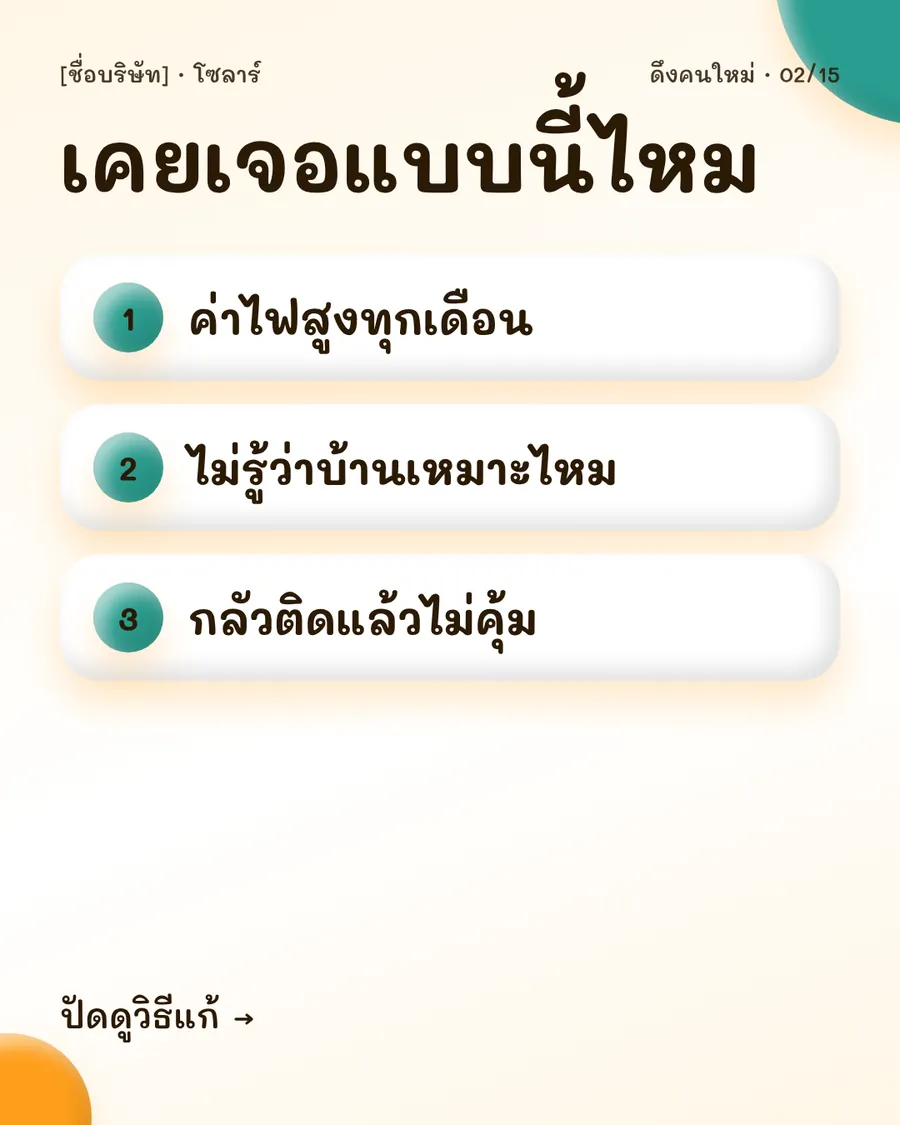 [ชื่อบริษัท] · โซลาร์
ดึงคนใหม่ · 02/15
เคยเจอแบบนี้ไหม
1 ค่าไฟสูงทุกเดือน
2 ไม่รู้ว่าบ้านเหมาะไหม
3 กลัวติดแล้วไม่คุ้ม
ปัดดูวิธีแก้ →